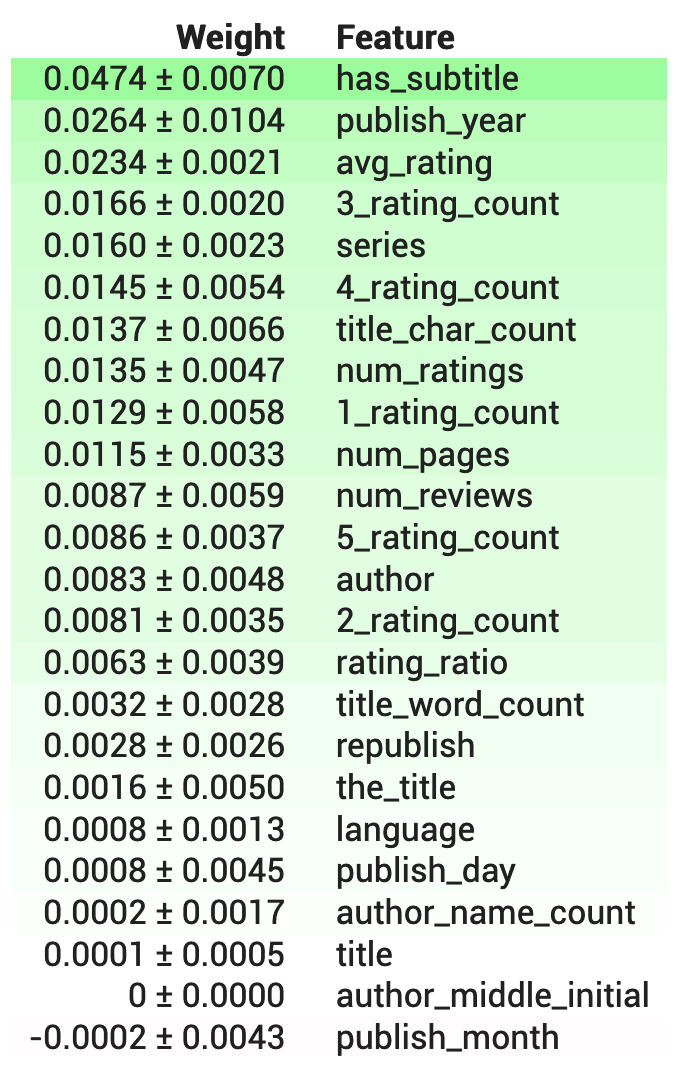 Weight Feature
0.0474 ± 0.0070 has_subtitle
0.0264 ± 0.0104 publish_year
0.0234 ± 0.0021 avg_rating
0.0166 ± 0.0020 3_rating_count
0.0160 ± 0.0023 series
0.0145 ± 0.0054 4_rating_count
0.0137 ± 0.0066 title_char_count
0.0135 ± 0.0047 num_ratings
0.0129 ± 0.0058 1_rating_count
0.0115 ± 0.0033 num_pages
0.0087 ± 0.0059 num_reviews
0.0086 ± 0.0037 5_rating_count
0.0083 ± 0.0048 author
0.0081 ± 0.0035 2_rating_count
0.0063 ± 0.0039 rating_ratio
0.0032 ± 0.0028 title_word_count
0.0028 ± 0.0026 republish
0.0016 ± 0.0050 the_title
0.0008 ± 0.0013 language
0.0008 ± 0.0045 publish_day
0.0002 ± 0.0017 author_name_count
0.0001 ± 0.0005 title
0 ± 0.0000 author_middle_initial
-0.0002 ± 0.0043 publish_month